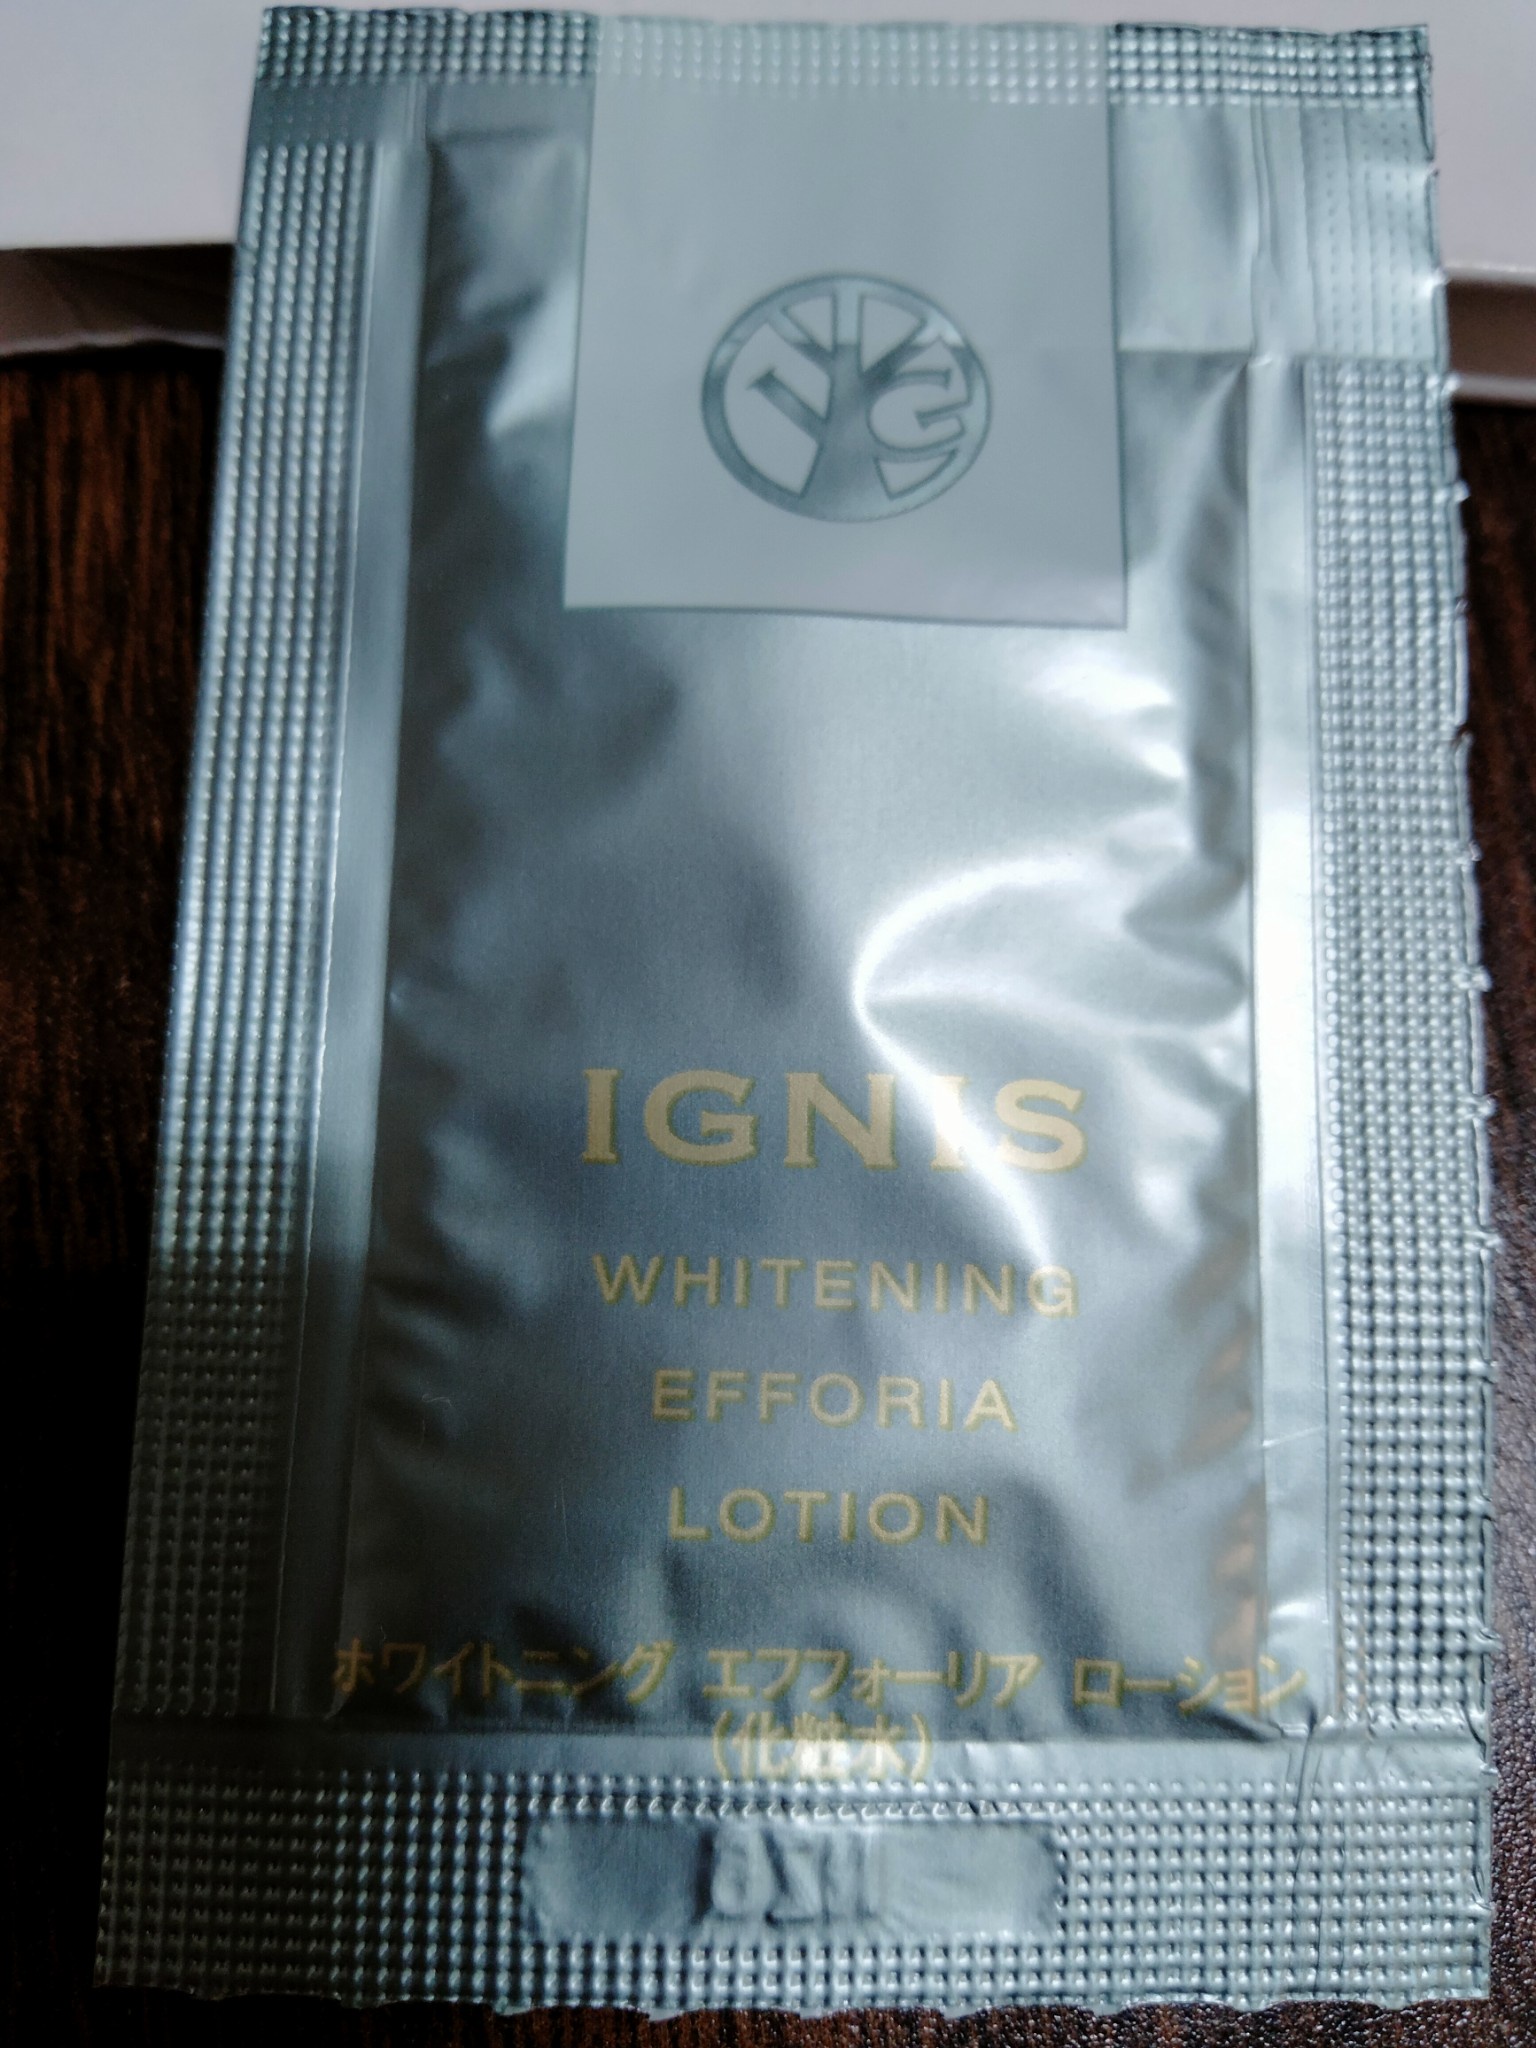 IG
IGNIS
WHITENING
EFFORIA
LOTION
ホワイトニング エフフォーリア ローション
(化粧水)